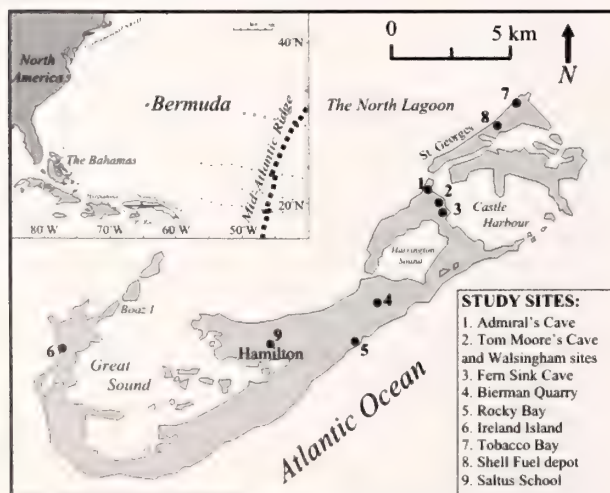 North
America
Bermuda
The Bahamas
Mid-Atlantic Ridge
40°N
20°N
80°W
70°W
60°W
50°W
0
5 km
N
The North Lagoon
7
8
St Georges
1
2
3
Castle
Harbour
Harrington
Sound
4
5
9
Hamilton
Boaz I
6
Great
Sound
Atlantic Ocean
STUDY SITES:
1. Admiral's Cave
2. Tom Moore's Cave
and Walsingham sites
3. Fern Sink Cave
4. Bierman Quarry
5. Rocky Bay
6. Ireland Island
7. Tobacco Bay
8. Shell Fuel depot
9. Saltus School